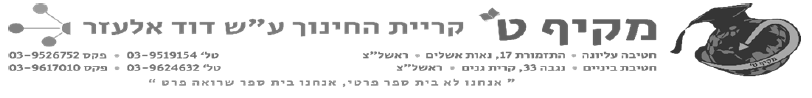 מקיף ט' קריית החינוך ע"ש דוד אלעזר
חטיבה עליונה • התזמורת 17, נאות אשלים • ראשל"צ טל' 03-9519154 • פקס 03-9526752
חטיבת ביניים • נגבה 33, קרית גנים • ראשל"צ טל' 03-9624632 • פקס 03-9617010
" אנחנו לא בית ספר פרטי, אנחנו בית ספר שרואה פרט "
מקיף ט'